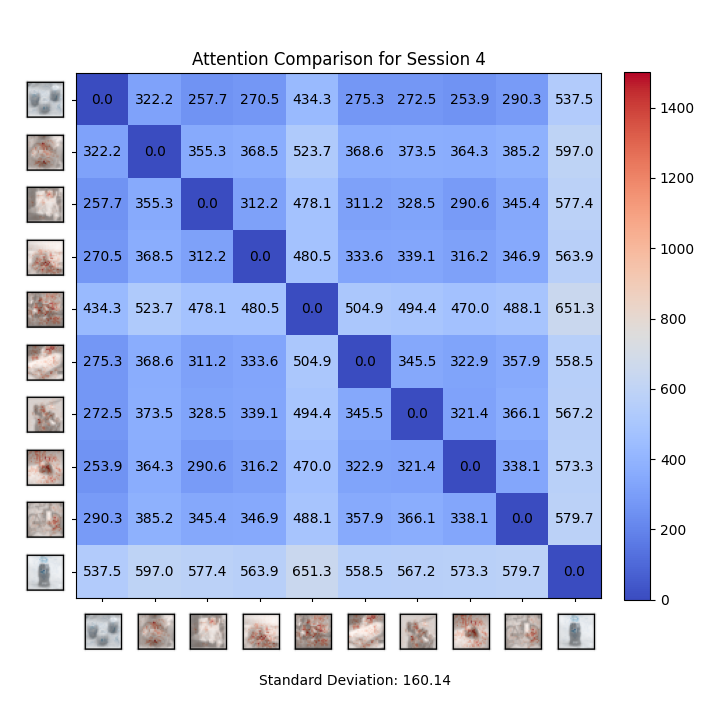 Attention Comparison for Session 4
0.0 322.2 257.7 270.5 434.3 275.3 272.5 253.9 290.3 537.5
322.2 0.0 355.3 368.5 523.7 368.6 373.5 364.3 385.2 597.0
257.7 355.3 0.0 312.2 478.1 311.2 328.5 290.6 345.4 577.4
270.5 368.5 312.2 0.0 480.5 333.6 339.1 316.2 346.9 563.9
434.3 523.7 478.1 480.5 0.0 504.9 494.4 470.0 488.1 651.3
275.3 368.6 311.2 333.6 504.9 0.0 345.5 322.9 357.9 558.5
272.5 373.5 328.5 339.1 494.4 345.5 0.0 321.4 366.1 567.2
253.9 364.3 290.6 316.2 470.0 322.9 321.4 0.0 338.1 573.3
290.3 385.2 345.4 346.9 488.1 357.9 366.1 338.1 0.0 579.7
537.5 597.0 577.4 563.9 651.3 558.5 567.2 573.3 579.7 0.0
1400
1200
1000
800
600
400
200
0
Standard Deviation: 160.14